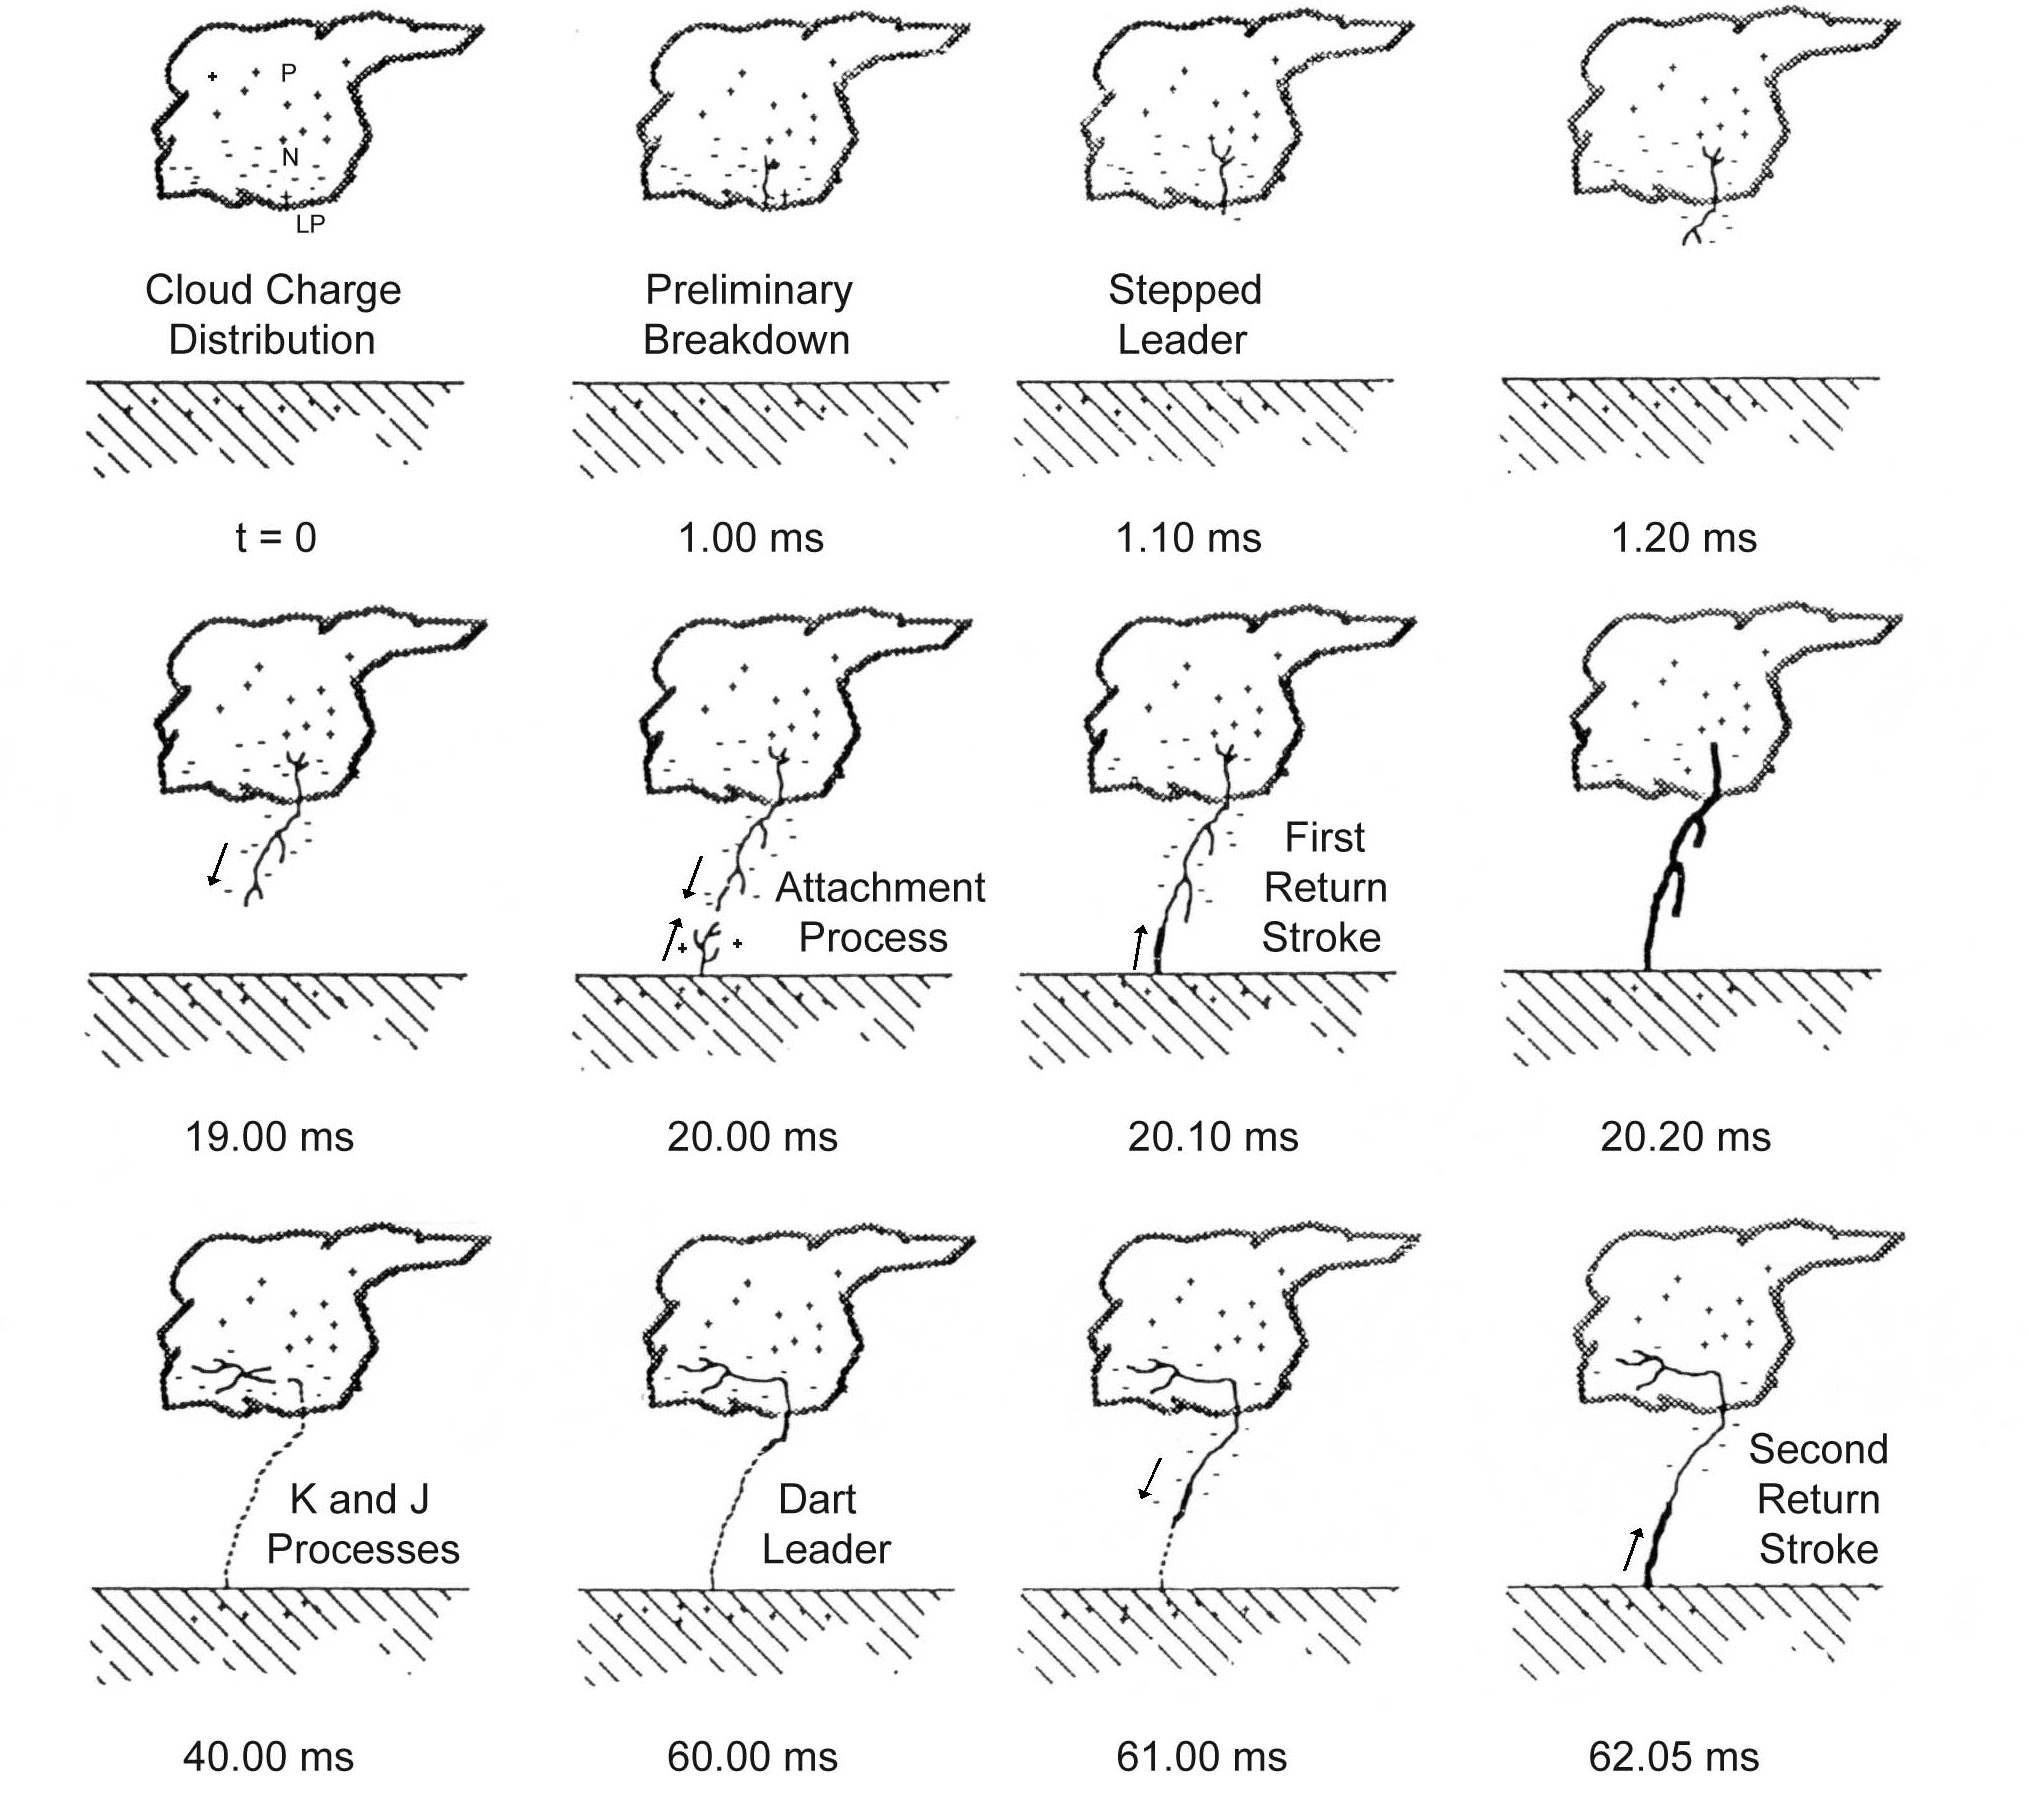 P
N
LP
Cloud Charge
Distribution
Preliminary
Breakdown
Stepped
Leader
t = 0
1.00 ms
1.10 ms
1.20 ms
Attachment
Process
First
Return
Stroke
19.00 ms
20.00 ms
20.10 ms
20.20 ms
K and J
Processes
Dart
Leader
Second
Return
Stroke
40.00 ms
60.00 ms
61.00 ms
62.05 ms